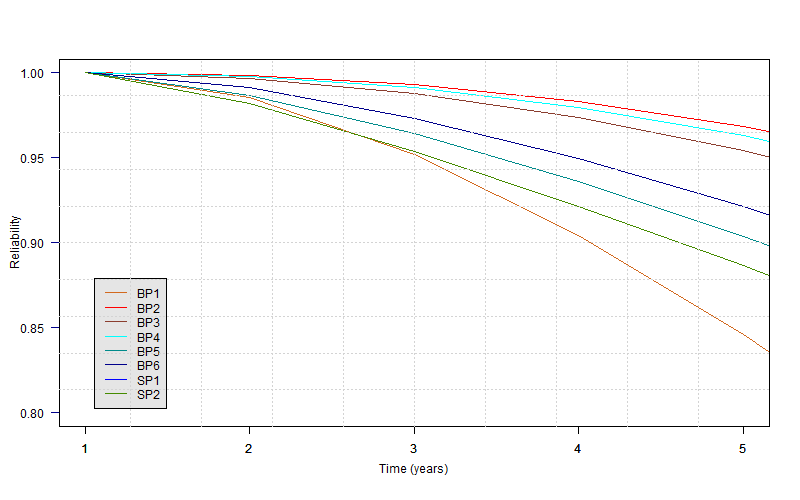 1.00
0.95
0.90
0.85
0.80
Reliability
BP1
BP2
BP3
BP4
BP5
BP6
SP1
SP2
1 2 3 4 5
Time (years)